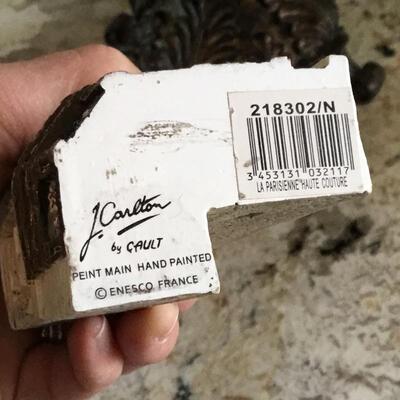 218302/N
3 453131 032117
LA PARISIENNE"HAUTE COUTURE
J. Carlton
by GAULT
PEINT MAIN HAND PAINTED
© ENESCO FRANCE